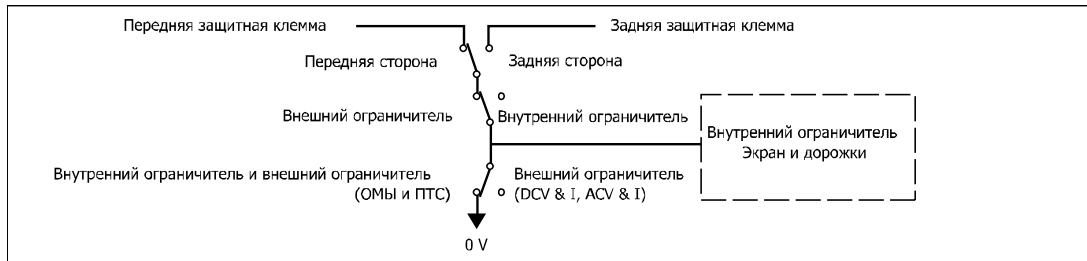 Передняя защитная клемма
Задняя защитная клемма
Передняя сторона
Задняя сторона
Внешний ограничитель
Внутренний ограничитель
Внутренний ограничитель
Экран и дорожки
Внутренний ограничитель и внешний ограничитель
(ОМЫ и ПТС)
Внешний ограничитель
(DCV & I, ACV & I)
0 V